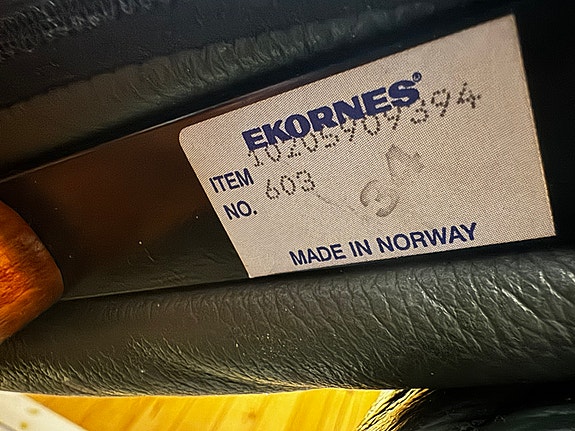 EKORNES®
10205909394
ITEM
NO. 603
MADE IN NORWAY